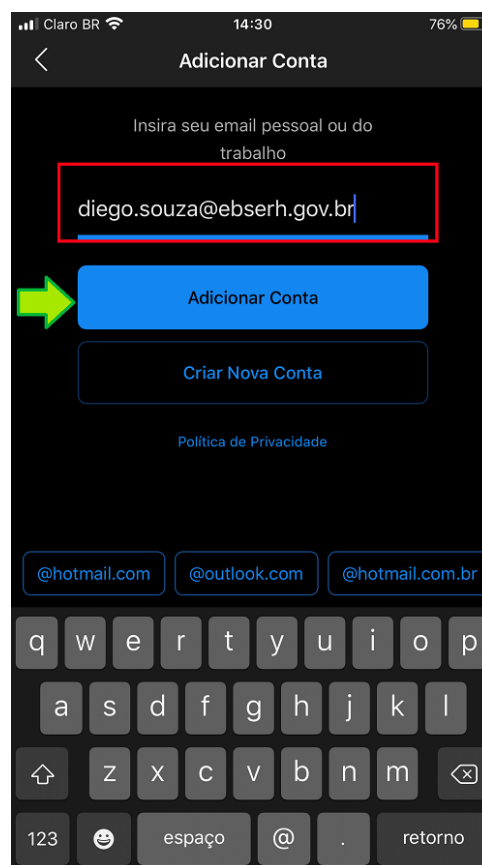 Claro BR 14:30 76%
Adicionar Conta
Insira seu email pessoal ou do
trabalho
diego.souza@ebserh.gov.br
Adicionar Conta
Criar Nova Conta
Política de Privacidade
@hotmail.com @outlook.com @hotmail.com.br
q w e r t y u i o p
a s d f g h j k l
z x c v b n m
123 espaço @ . retorno